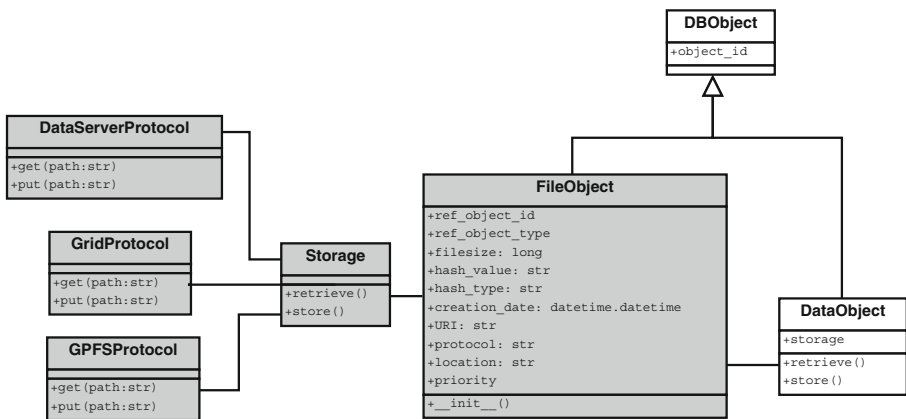 DBObject
+object_id
DataServerProtocol
+get(path:str)
+put(path:str)
GridProtocol
+get(path:str)
+put(path:str)
GPFSProtocol
+get(path:str)
+put(path:str)
Storage
+retrieve()
+store()
FileObject
+ref_object_id
+ref_object_type
+filesize: long
+hash_value: str
+hash_type: str
+creation_date: datetime.datetime
+URI: str
+protocol: str
+location: str
+priority
+__init__()
DataObject
+storage
+retrieve()
+store()